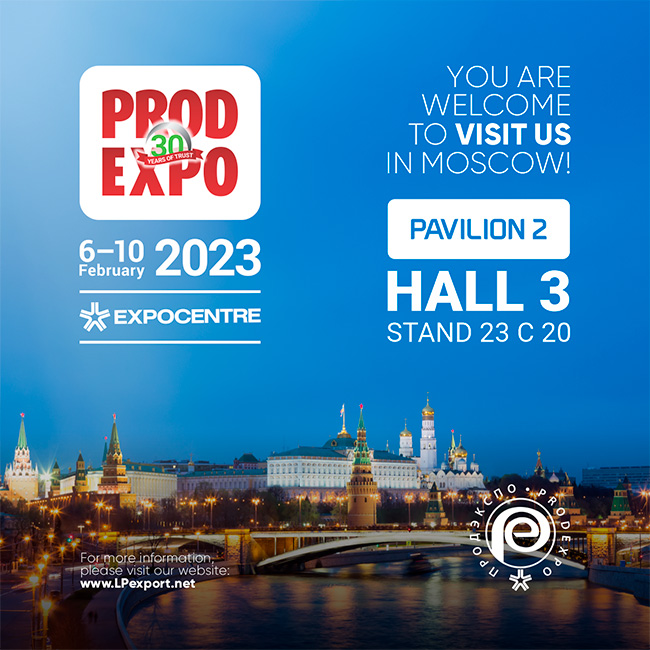 PROD
30
YEARS OF TRUST
EXPO
6–10
February
2023
EXPOCENTRE
YOU ARE
WELCOME
TO VISIT US
IN MOSCOW!
PAVILION 2
HALL 3
STAND 23 C 20
For more information,
please visit our website:
www.LPexport.net
ПРОДЭКСПО • PRODEXPO